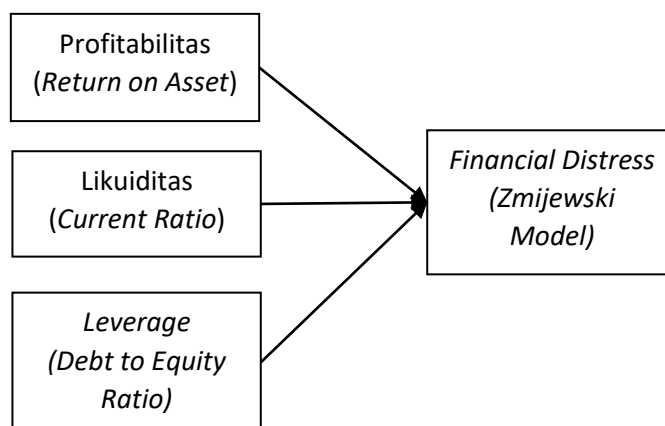 Profitabilitas
(Return on Asset)
Likuiditas
(Current Ratio)
Leverage
(Debt to Equity
Ratio)
Financial Distress
(Zmijewski
Model)